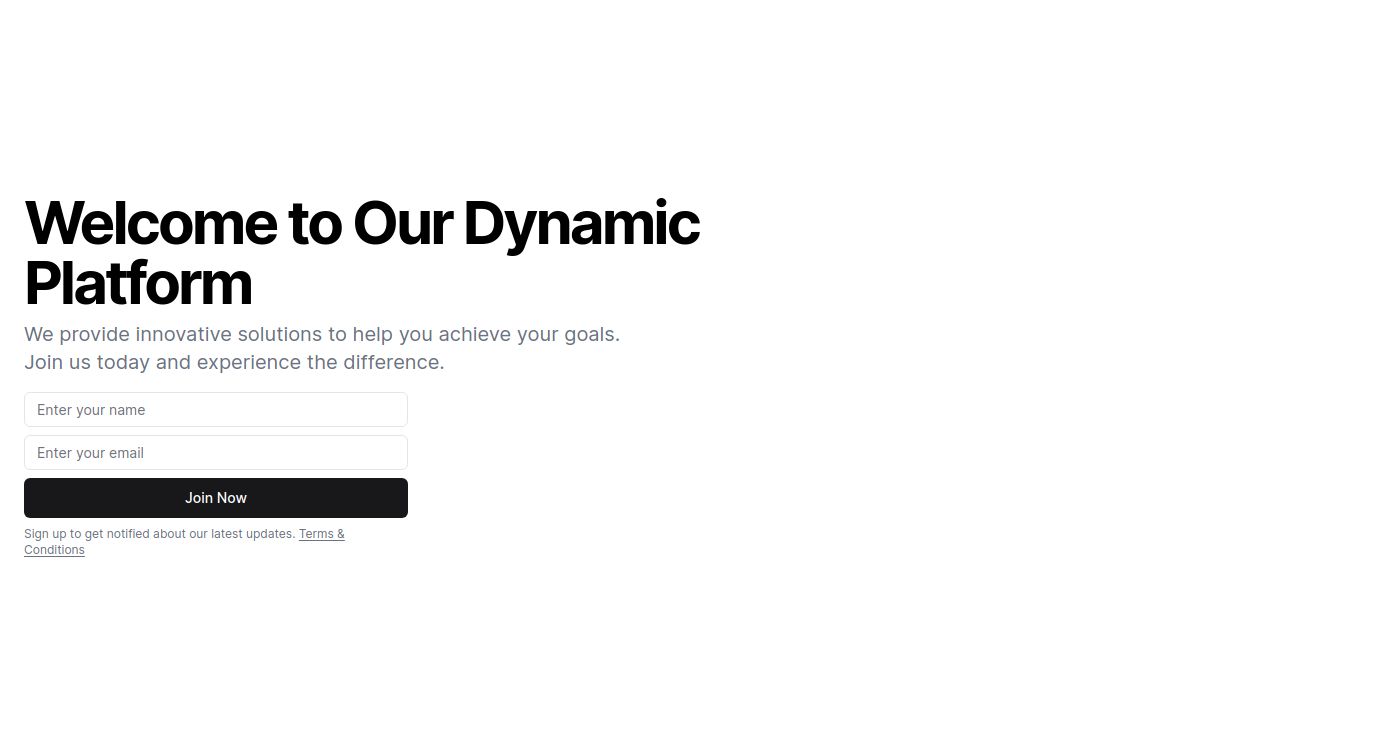 Welcome to Our Dynamic
Platform
We provide innovative solutions to help you achieve your goals.
Join us today and experience the difference.
Enter your name
Enter your email
Join Now
Sign up to get notified about our latest updates. Terms &
Conditions